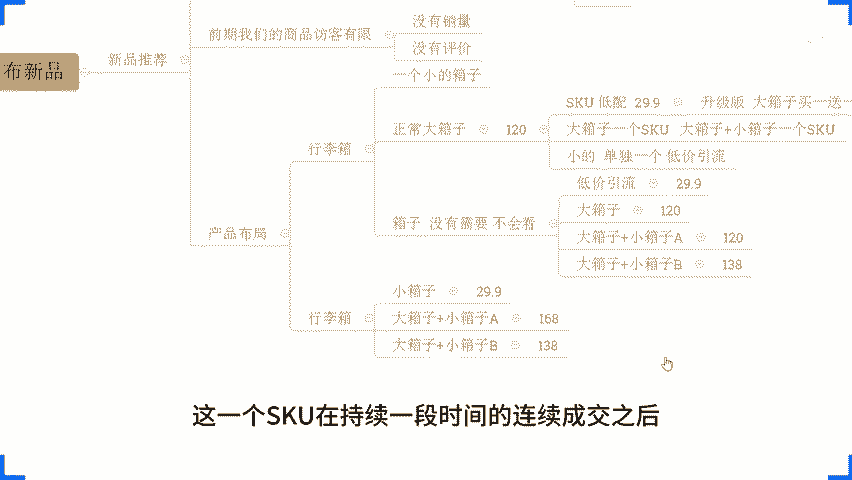 没有销量
前期我们的商品访客有限
没有评价
布新品
新品推荐
一个小的箱子
SKU 低配 29.9 升级版 大箱子买一送一
正常大箱子 120
大箱子一个SKU 大箱子+小箱子一个SKU
小的 单独一个 低价引流
行李箱
低价引流 29.9
大箱子 120
箱子 没有需要 不会看
大箱子+小箱子A 120
大箱子+小箱子B 138
产品布局
小箱子 29.9
行李箱
大箱子+小箱子A 168
大箱子+小箱子B 138
这一个SKU在持续一段时间的连续成交之后